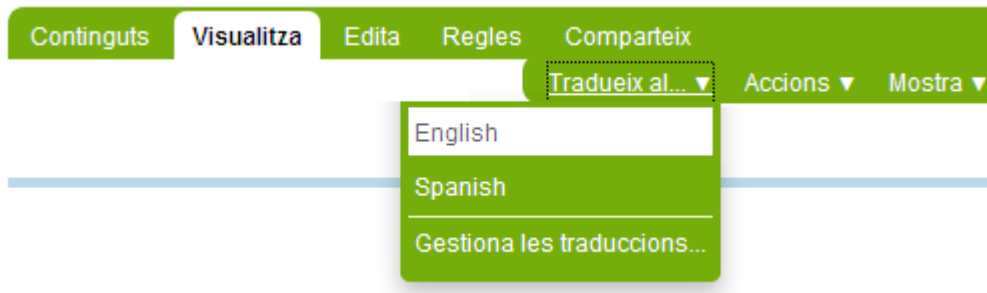 Continguts Visualitza Edita Regles Comparteix
Tradueix al... ▼ Accions ▼ Mostra ▼
English
Spanish
Gestiona les traduccions...